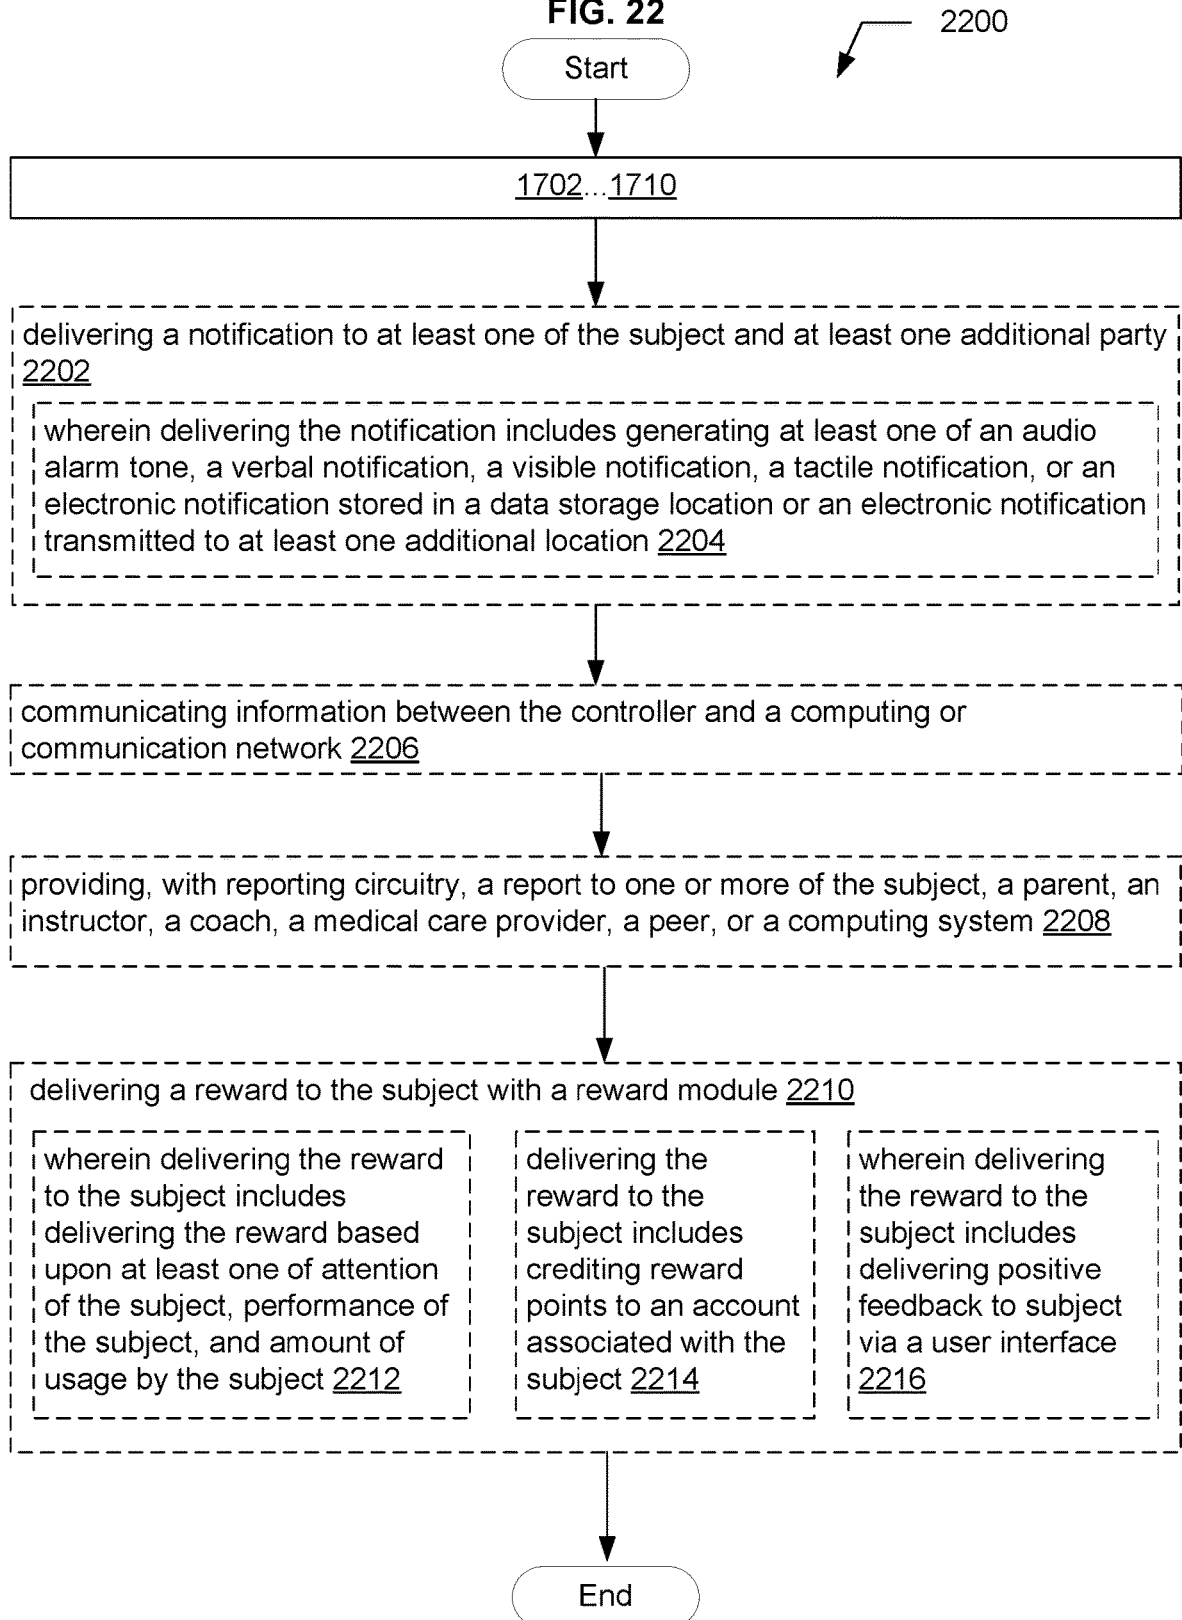 FIG. 22
2200
Start
1702...1710
delivering a notification to at least one of the subject and at least one additional party
2202
wherein delivering the notification includes generating at least one of an audio
alarm tone, a verbal notification, a visible notification, a tactile notification, or an
electronic notification stored in a data storage location or an electronic notification
transmitted to at least one additional location 2204
communicating information between the controller and a computing or
communication network 2206
providing, with reporting circuitry, a report to one or more of the subject, a parent, an
instructor, a coach, a medical care provider, a peer, or a computing system 2208
delivering a reward to the subject with a reward module 2210
wherein delivering the reward
to the subject includes
delivering the reward based
upon at least one of attention
of the subject, performance of
the subject, and amount of
usage by the subject 2212
delivering the
reward to the
subject includes
crediting reward
points to an account
associated with the
subject 2214
wherein delivering
the reward to the
subject includes
delivering positive
feedback to subject
via a user interface
2216
End